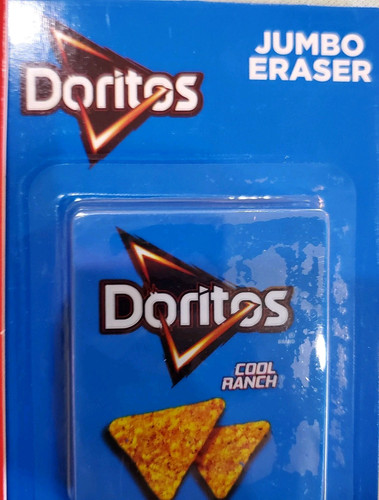 Doritos
JUMBO
ERASER
Doritos
COOL
RANCH